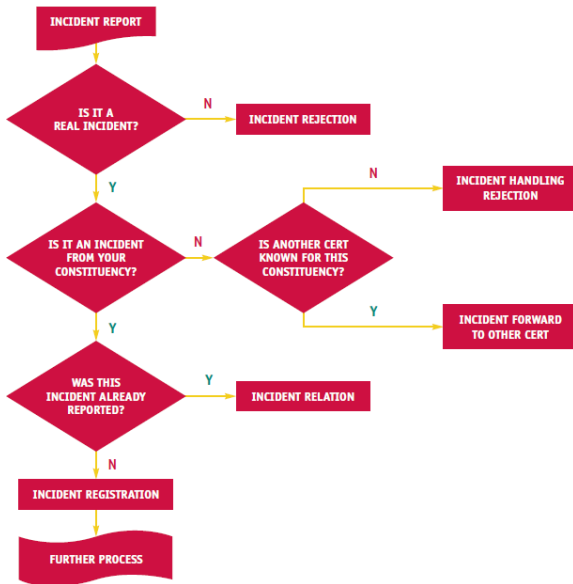 INCIDENT REPORT
IS IT A
REAL INCIDENT?
N
INCIDENT REJECTION
Y
N
INCIDENT HANDLING
REJECTION
IS IT AN INCIDENT
FROM YOUR
CONSTITUENCY?
N
IS ANOTHER CERT
KNOWN FOR THIS
CONSTITUENCY?
Y
INCIDENT FORWARD
TO OTHER CERT
Y
WAS THIS
INCIDENT ALREADY
REPORTED?
Y
INCIDENT RELATION
N
INCIDENT REGISTRATION
FURTHER PROCESS